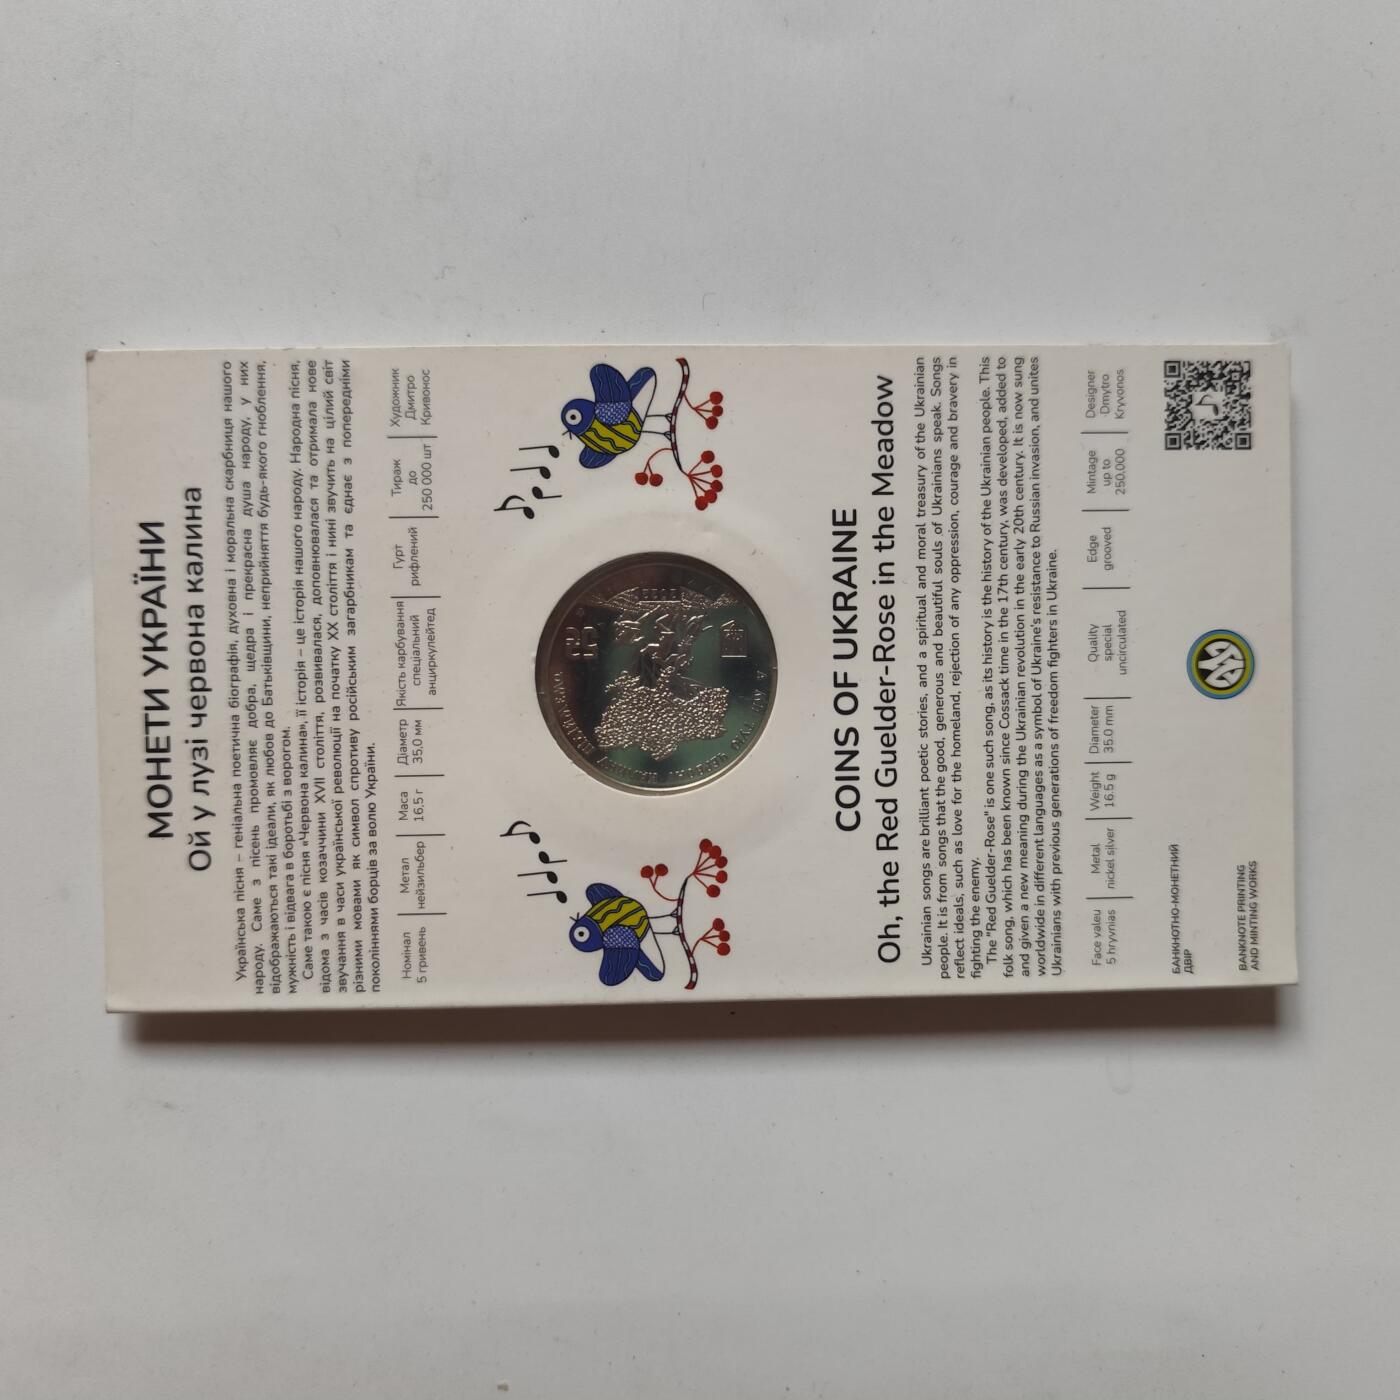 МОНЕТИ УКРАЇНИ
Ой у лузі червона калина
Українська пісня – геніальна поетична біографія, духовна і моральна скарбниця нашого
народу. Саме з пісень промовляє добра, щедра і прекрасна душа народу, у них
відображаються такі ідеали, як любов до Батьківщини, неприйняття будь-якого гноблення,
мужність і відвага в боротьбі з ворогом.
Саме такою є пісня «Червона калина», її історія – це історія нашого народу. Народна пісня,
відома з часів козаччини XVII століття, розвивалася, доповнювалася та отримала нове
звучання в часи української революції на початку XX століття і нині звучить на цілий світ
різними мовами як символ спротиву російським загарбникам та єднає з попередніми
поколіннями борців за волю України.
Номінал
5 гривень
Метал
нейзильбер
Маса
16,5 г
Діаметр
35,0 мм
Якість карбування
спеціальний
анциркулейтед
Гурт
рифлений
Тираж
до
250 000 шт
Художник
Дмитро
Кривонос
2022
5
COINS OF UKRAINE
Oh, the Red Guelder-Rose in the Meadow
Ukrainian songs are brilliant poetic stories, and a spiritual and moral treasury of the Ukrainian
people. It is from songs that the good, generous and beautiful souls of Ukrainians speak. Songs
reflect ideals, such as love for the homeland, rejection of any oppression, courage and bravery in
fighting the enemy.
The "Red Guelder-Rose" is one such song, as its history is the history of the Ukrainian people. This
folk song, which has been known since Cossack time in the 17th century, was developed, added to
and given a new meaning during the Ukrainian revolution in the early 20th century. It is now sung
worldwide in different languages as a symbol of Ukraine's resistance to Russian invasion, and unites
Ukrainians with previous generations of freedom fighters in Ukraine.
Face valeu
5 hryvnias
Metal
nickel silver
Weight
16.5 g
Diameter
35.0 mm
Quality
special
uncirculated
Edge
grooved
Mintage
up to
250,000
Designer
Dmytro
Kryvonos
БАНКНОТНО-МОНЕТНИЙ
ДВІР
BANKNOTE PRINTING
AND MINTING WORKS